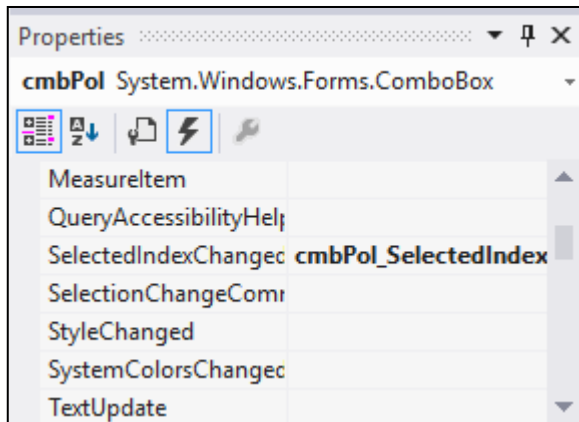 Properties
cmbPol System.Windows.Forms.ComboBox
MeasureItem
QueryAccessibilityHelp
SelectedIndexChanged cmbPol_SelectedIndex
SelectionChangeComm
StyleChanged
SystemColorsChanged
TextUpdate